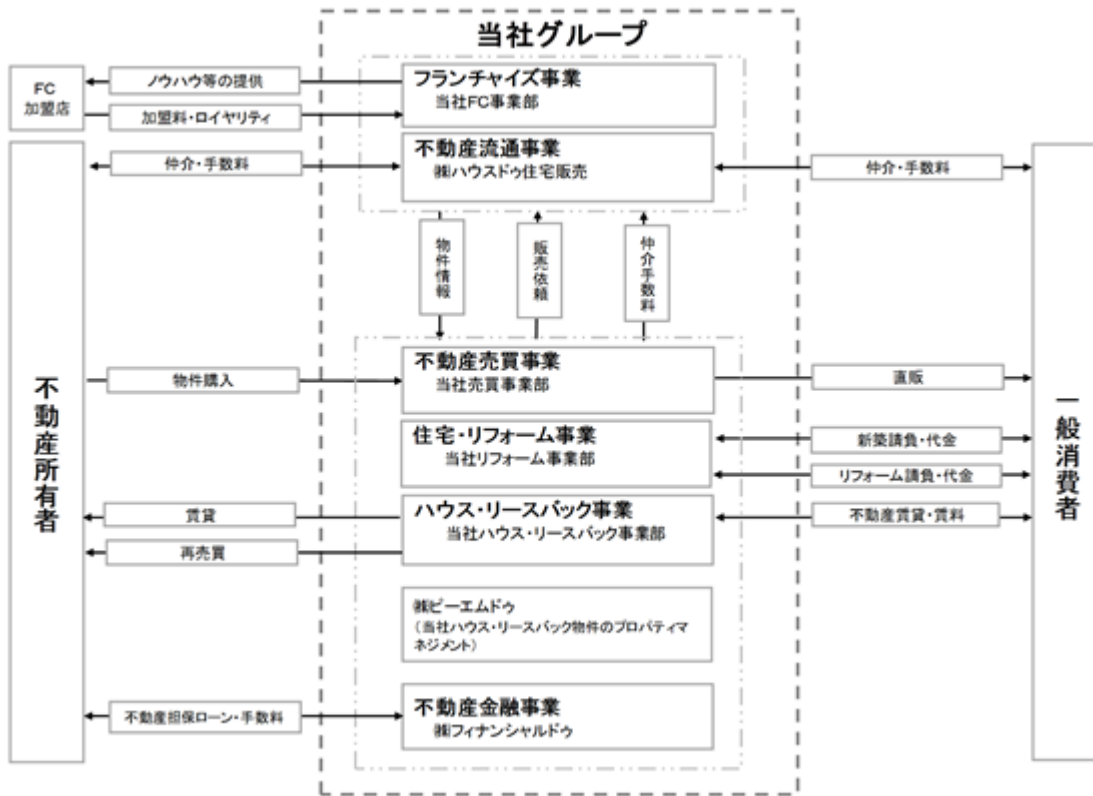 当社グループ
FC
加盟店
ノウハウ等の提供
加盟料・ロイヤリティ
フランチャイズ事業
当社FC事業部
仲介・手数料
不動産流通事業
㈱ハウスドゥ住宅販売
仲介・手数料
物件情報
販売依頼
仲介手数料
不動産所有者
物件購入
不動産売買事業
当社売買事業部
直販
一般消費者
住宅・リフォーム事業
当社リフォーム事業部
新築請負・代金
リフォーム請負・代金
賃貸
再売買
ハウス・リースバック事業
当社ハウス・リースバック事業部
不動産賃貸・賃料
㈱ピーエムドゥ
（当社ハウス・リースバック物件のプロパティマ
ネジメント）
不動産担保ローン・手数料
不動産金融事業
㈱フィナンシャルドゥ